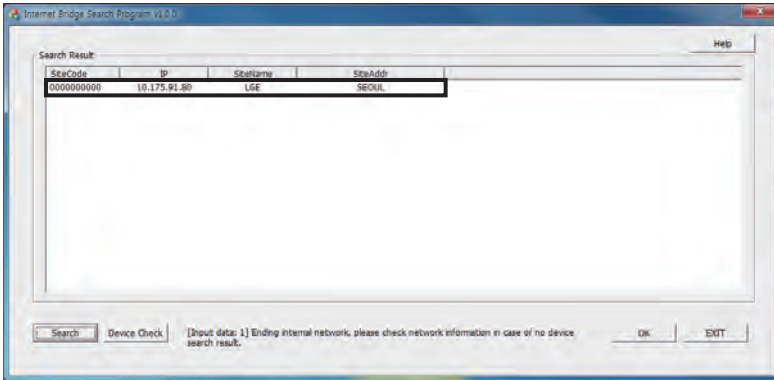 Internet Bridge Search Program v1.0.0
Help
Search Result
SiteCode IP SiteName SiteAddr
0000000000 10.175.91.80 LGE SEOUL
Search Device Check [Input data: 1] Ending internal network, please check network information in case of no device
search result.
OK EXIT